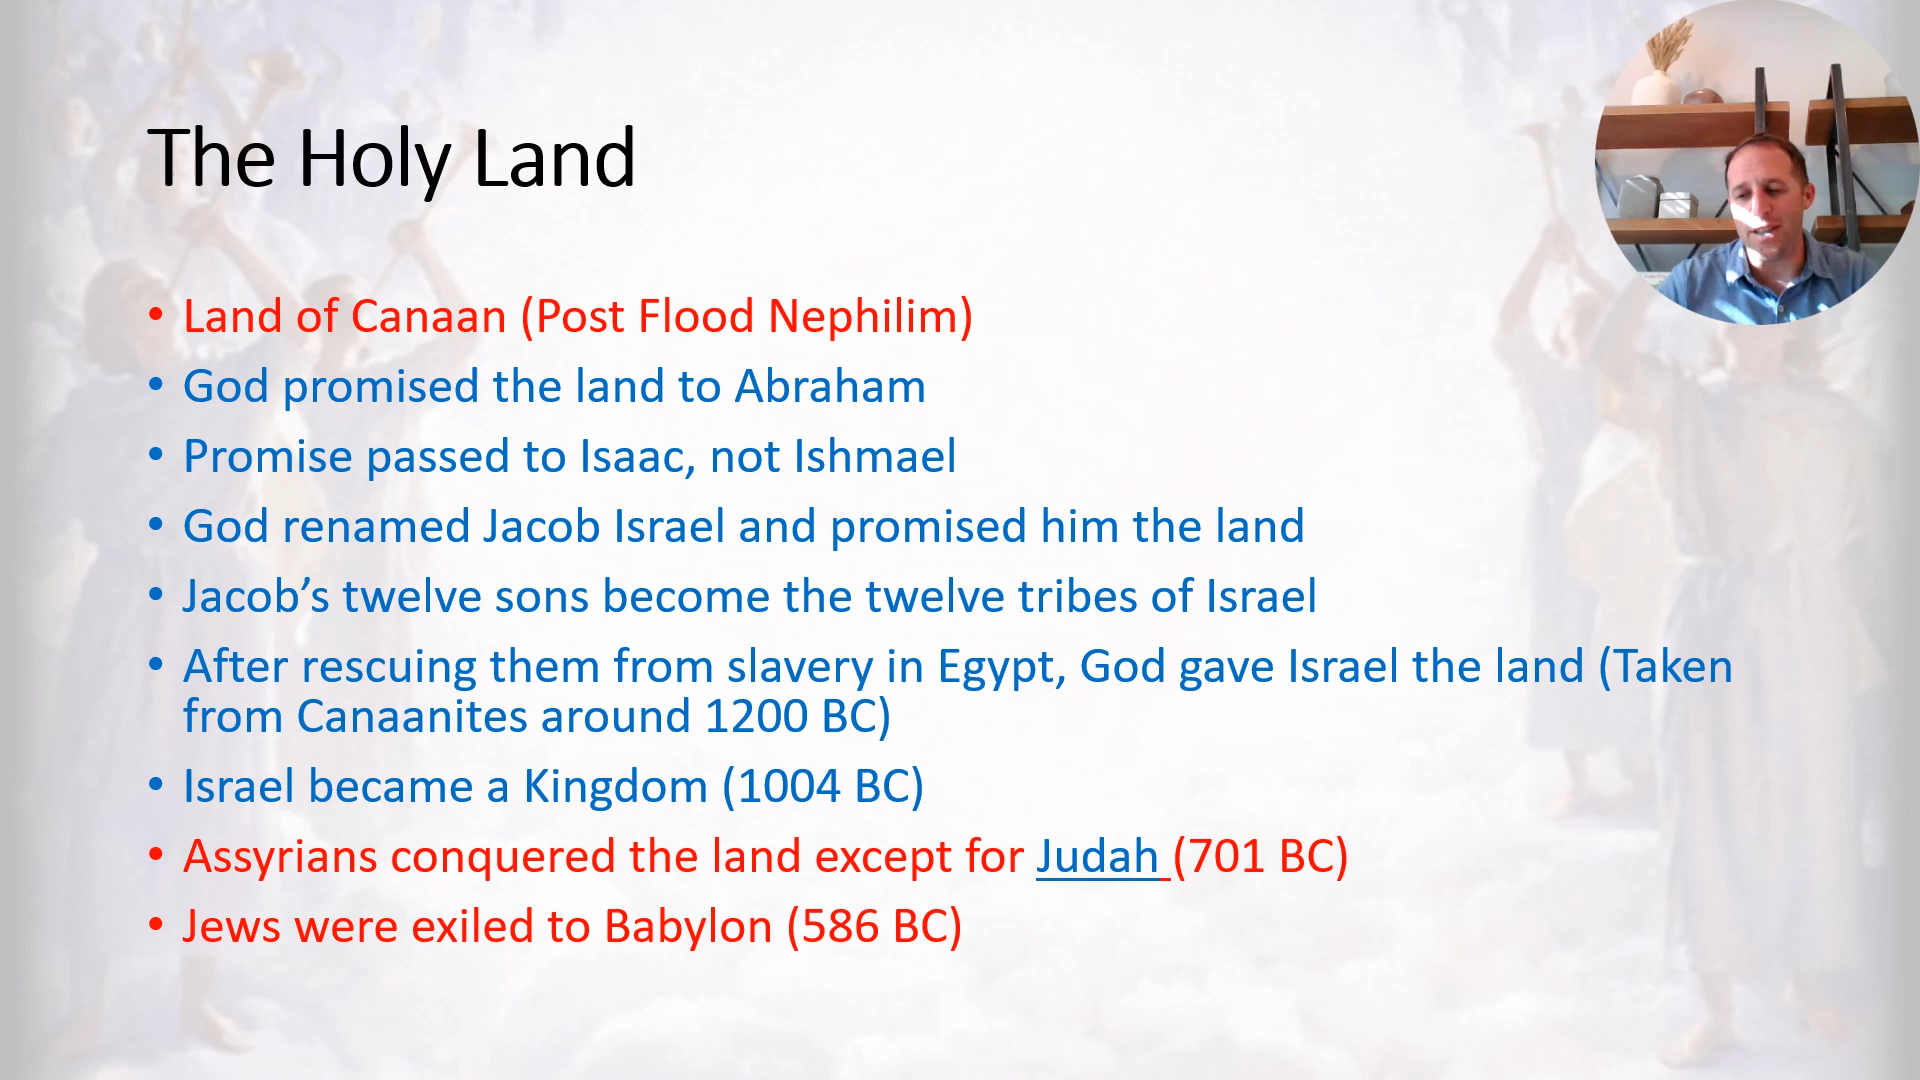 The Holy Land
• Land of Canaan (Post Flood Nephilim)
• God promised the land to Abraham
• Promise passed to Isaac, not Ishmael
• God renamed Jacob Israel and promised him the land
• Jacob’s twelve sons become the twelve tribes of Israel
• After rescuing them from slavery in Egypt, God gave Israel the land (Taken
from Canaanites around 1200 BC)
• Israel became a Kingdom (1004 BC)
• Assyrians conquered the land except for Judah (701 BC)
• Jews were exiled to Babylon (586 BC)